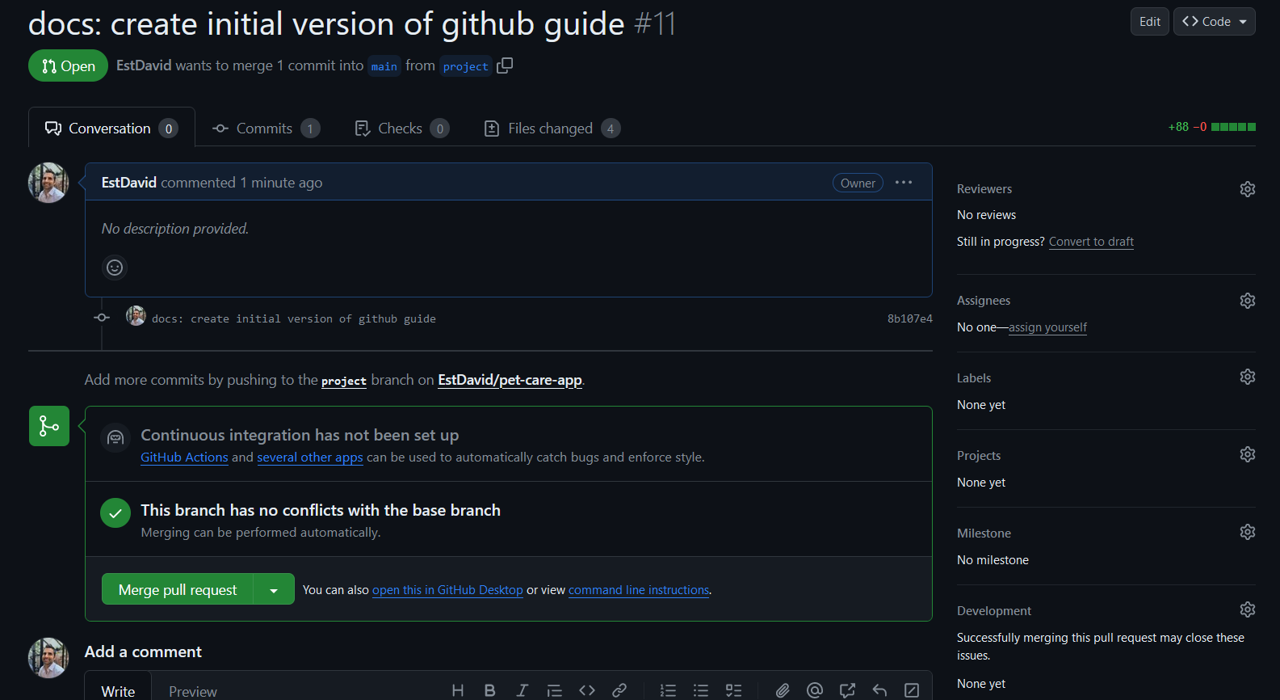 docs: create initial version of github guide #11
Edit
Code
Open
EstDavid wants to merge 1 commit into main from project
Conversation 0
Commits 1
Checks 0
Files changed 4
+88 −0
EstDavid commented 1 minute ago
Owner
No description provided.
docs: create initial version of github guide
8b107e4
Add more commits by pushing to the project branch on EstDavid/pet-care-app.
Continuous integration has not been set up
GitHub Actions and several other apps can be used to automatically catch bugs and enforce style.
This branch has no conflicts with the base branch
Merging can be performed automatically.
Merge pull request
You can also open this in GitHub Desktop or view command line instructions.
Add a comment
Write
Preview
Reviewers
No reviews
Still in progress? Convert to draft
Assignees
No one—assign yourself
Labels
None yet
Projects
None yet
Milestone
No milestone
Development
Successfully merging this pull request may close these
issues.
None yet